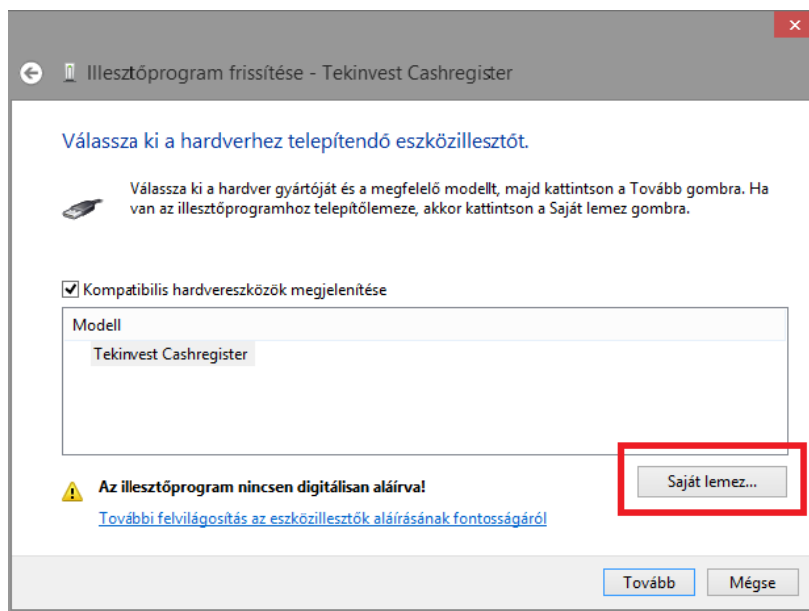 Illesztőprogram frissítése - Tekinvest Cashregister
Válassza ki a hardverhez telepítendő eszközillesztőt.
Válassza ki a hardver gyártóját és a megfelelő modellt, majd kattintson a Tovább gombra. Ha
van az illesztőprogramhoz telepítőlemeze, akkor kattintson a Saját lemez gombra.
Kompatibilis hardvereszközök megjelenítése
Modell
Tekinvest Cashregister
Az illesztőprogram nincsen digitálisan aláírva!
Saját lemez...
További felvilágosítás az eszközillesztők aláírásának fontosságáról
Tovább
Mégse